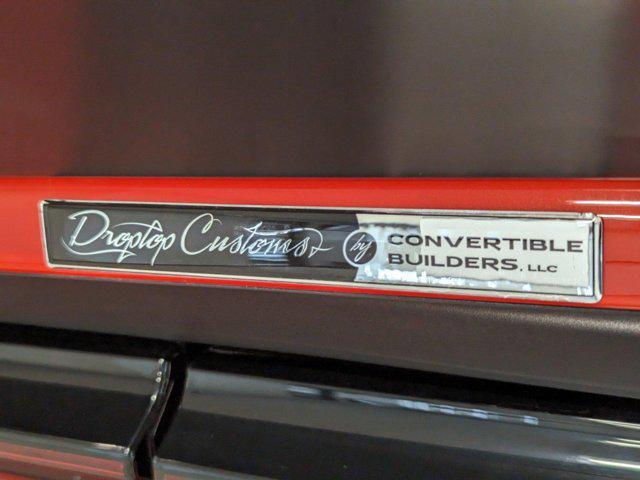 Droptop Customs by CONVERTIBLE
BUILDERS, LLC